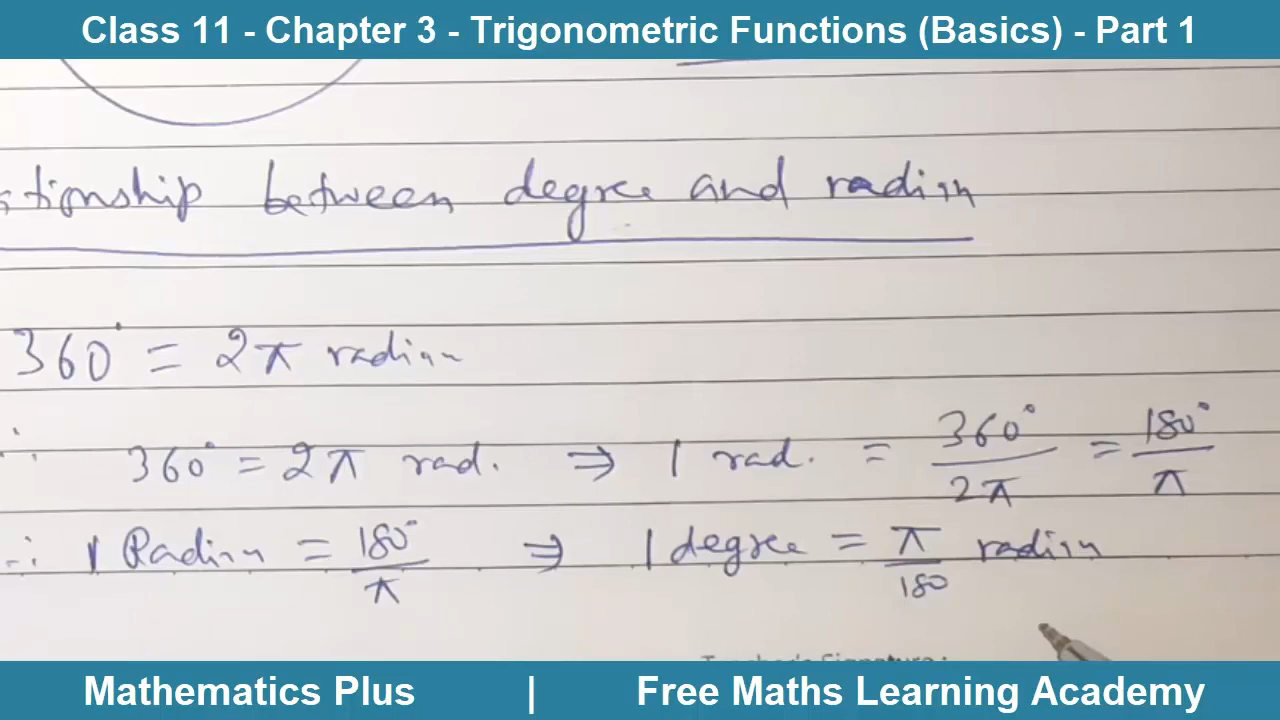 Class 11 - Chapter 3 - Trigonometric Functions (Basics) - Part 1
tionship between degree and radian
360° = 2π radian
∴ 360° = 2π rad. ⇒ 1 rad. = 360°/2π = 180°/π
∴ 1 Radian = 180°/π ⇒ 1 degree = π/180 radian
Mathematics Plus | Free Maths Learning Academy